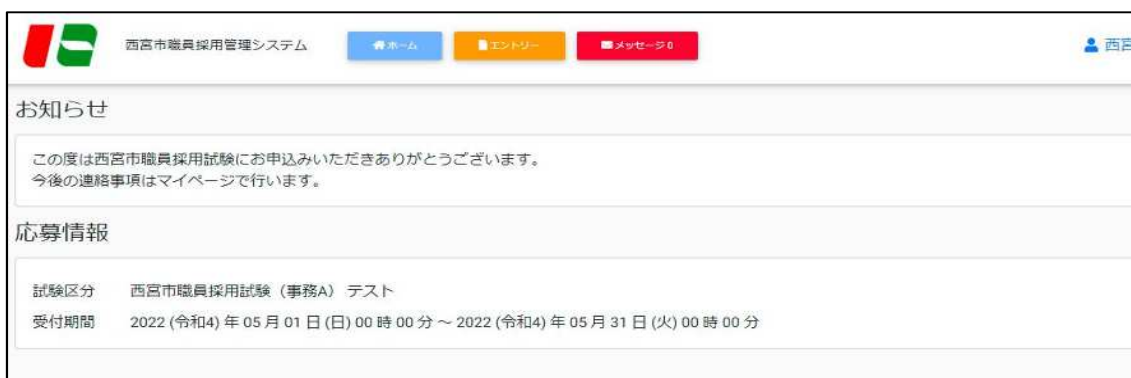 西宮市職員採用管理システム
ホーム
エントリー
メッセージ 0
西宮
お知らせ
この度は西宮市職員採用試験にお申込みいただきありがとうございます。
今後の連絡事項はマイページで行います。
応募情報
試験区分 西宮市職員採用試験（事務A） テスト
受付期間 2022 (令和4) 年 05 月 01 日 (日) 00 時 00 分 ~ 2022 (令和4) 年 05 月 31 日 (火) 00 時 00 分